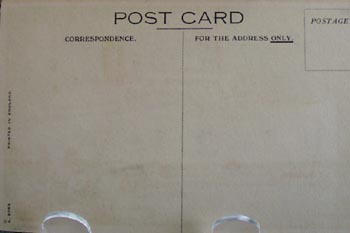 POST CARD
CORRESPONDENCE.
FOR THE ADDRESS ONLY.
POSTAGE
PRINTED IN ENGLAND